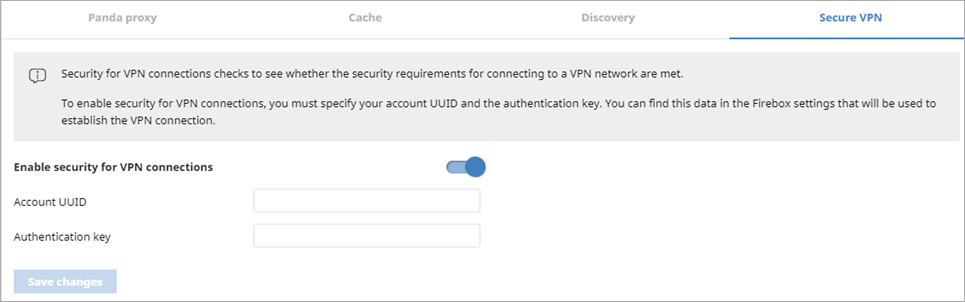 Panda proxy
Cache
Discovery
Secure VPN
Security for VPN connections checks to see whether the security requirements for connecting to a VPN network are met.
To enable security for VPN connections, you must specify your account UUID and the authentication key. You can find this data in the Firebox settings that will be used to
establish the VPN connection.
Enable security for VPN connections
Account UUID
Authentication key
Save changes